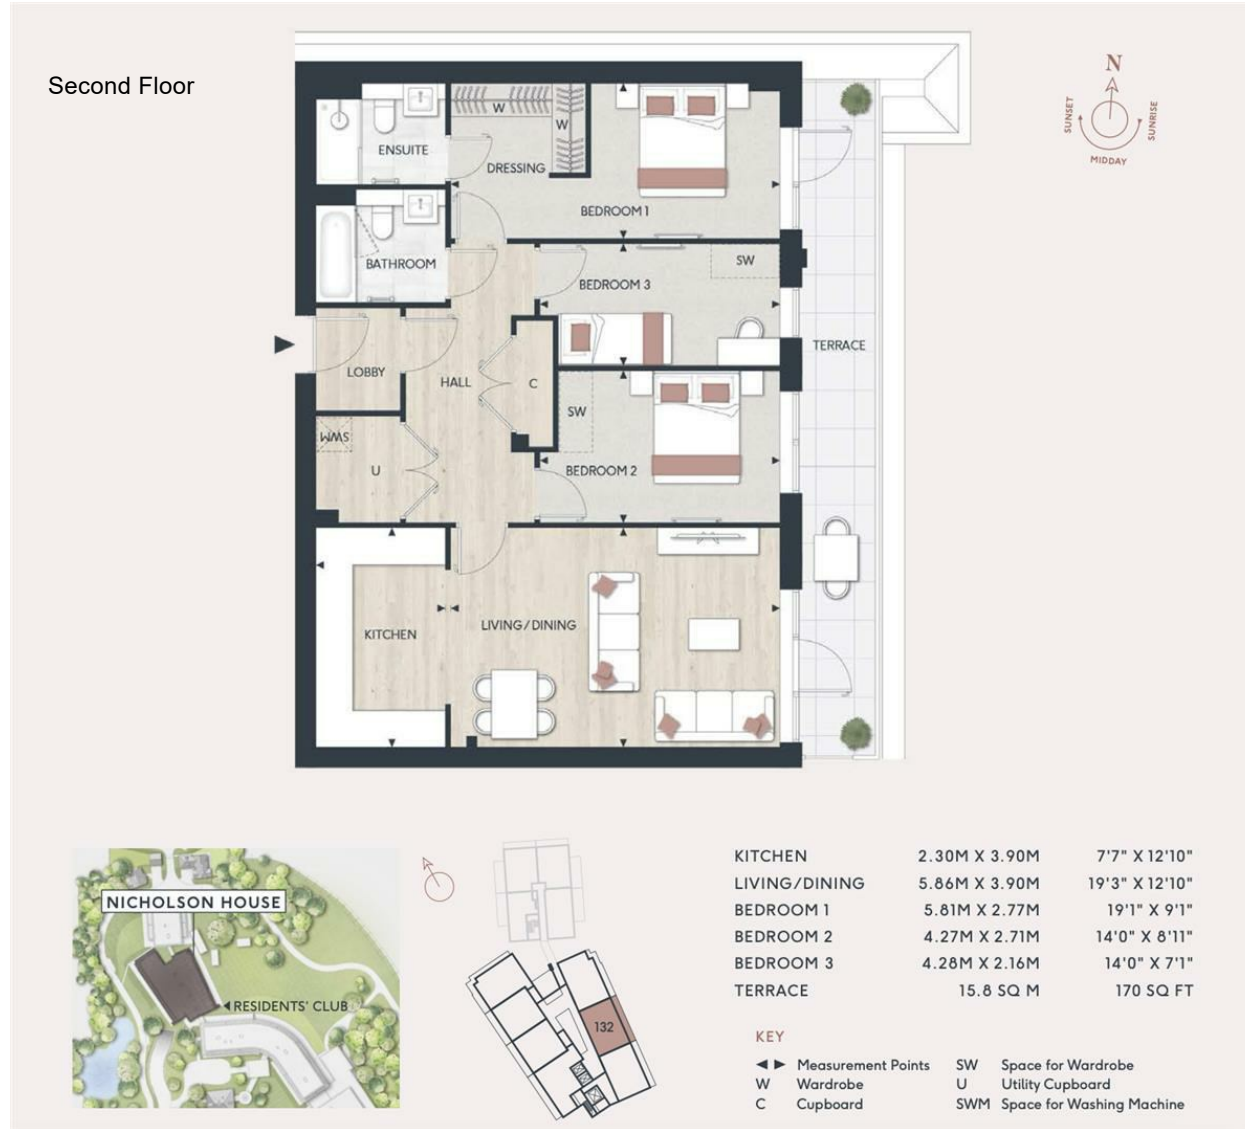 Second Floor
N
SUNSET
SUNRISE
MIDDAY
W
W
ENSUITE
DRESSING
BEDROOM 1
BATHROOM
SW
BEDROOM 3
TERRACE
LOBBY
HALL
C
SW
WMS
U
BEDROOM 2
KITCHEN
LIVING/DINING
NICHOLSON HOUSE
RESIDENTS' CLUB
132
KITCHEN 2.30M X 3.90M 7'7" X 12'10"
LIVING/DINING 5.86M X 3.90M 19'3" X 12'10"
BEDROOM 1 5.81M X 2.77M 19'1" X 9'1"
BEDROOM 2 4.27M X 2.71M 14'0" X 8'11"
BEDROOM 3 4.28M X 2.16M 14'0" X 7'1"
TERRACE 15.8 SQ M 170 SQ FT
KEY
◄ ► Measurement Points SW Space for Wardrobe
W Wardrobe U Utility Cupboard
C Cupboard SWM Space for Washing Machine